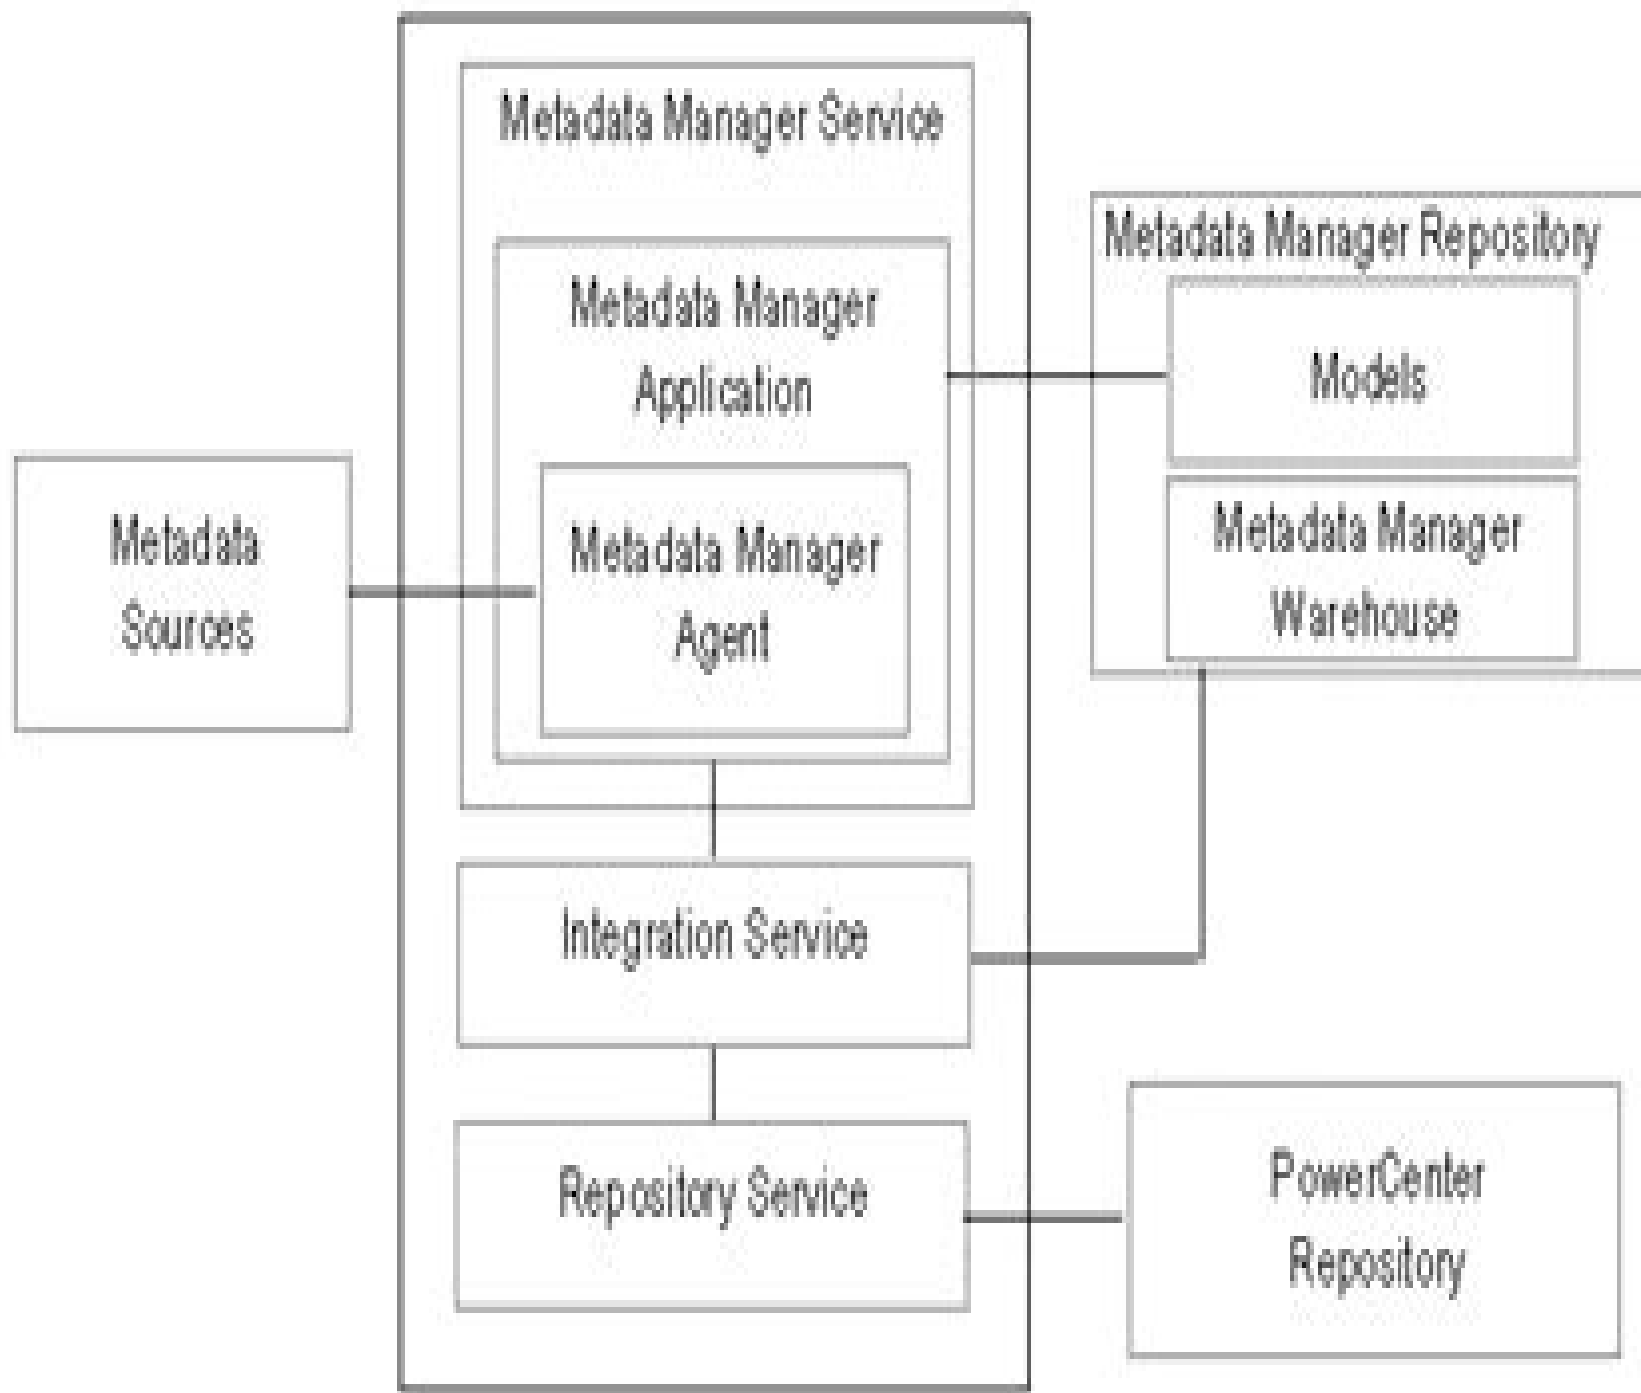 Metadata Manager Service
Metadata Manager
Application
Metadata Manager
Agent
Metadata
Sources
Metadata Manager Repository
Models
Metadata Manager
Warehouse
Integration Service
Repository Service
PowerCenter
Repository